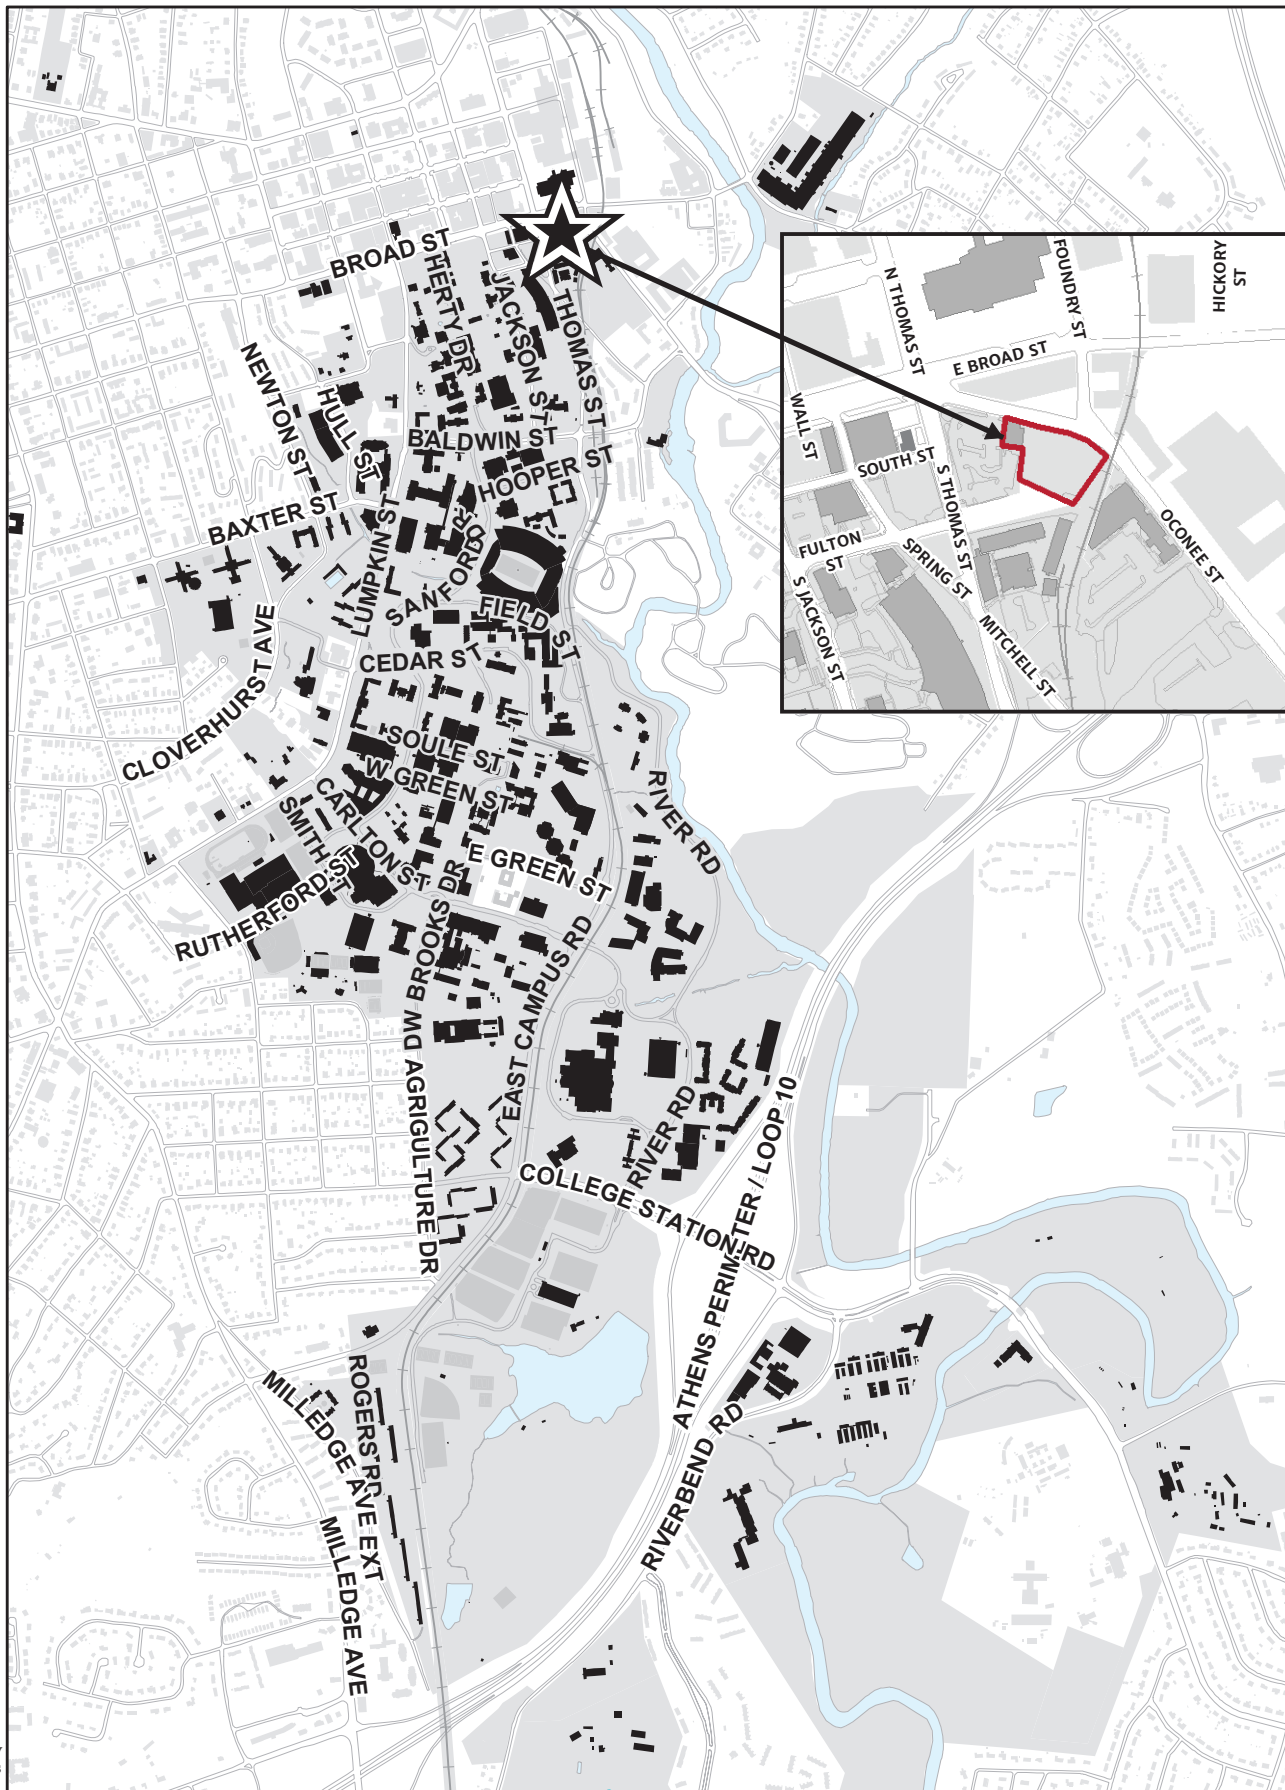 BROAD ST
HERTY DR
JACKSON ST
THOMAS ST
NEWTON ST
HULL ST
BALDWIN ST
HOOPER ST
BAXTER ST
LUMPKIN ST
SANFORD DR
FIELD ST
CEDAR ST
CLOVERHURST AVE
SOULE ST
W GREEN ST
CARLTON ST
SMITH ST
RUTHERFORD ST
E GREEN ST
RIVER RD
DW BROOKS DR
EAST CAMPUS RD
AGRIGULTURE DR
RIVER RD
COLLEGE STATION RD
ATHENS PERIMETER / LOOP 10
RIVERBEND RD
ROGERS RD
MILLEDGE AVE EXT
MILLEDGE AVE
N THOMAS ST
FOUNDRY ST
HICKORY
ST
E BROAD ST
WALL ST
SOUTH ST
S THOMAS ST
FULTON
ST
SPRING ST
OCONEE ST
S JACKSON ST
MITCHELL ST